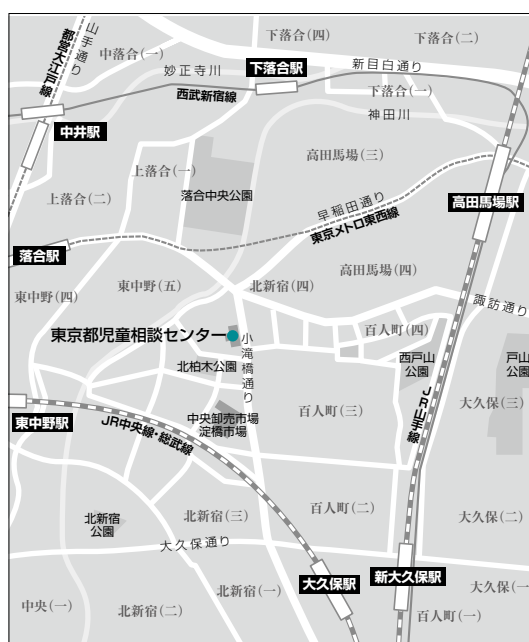 山手通り
都営大江戸線
中落合(一)
下落合(四)
下落合(二)
妙正寺川
下落合駅
新目白通り
西武新宿線
下落合(一)
神田川
中井駅
高田馬場(三)
上落合(一)
上落合(二)
落合中央公園
早稲田通り
東京メトロ東西線
高田馬場駅
落合駅
高田馬場(四)
東中野(四)
東中野(五)
北新宿(四)
諏訪通り
百人町(四)
東京都児童相談センター
小滝橋通り
北柏木公園
西戸山
公園
戸山
公園
JR山手線
東中野駅
JR中央線・総武線
中央卸売市場
淀橋市場
百人町(三)
大久保(三)
北新宿
公園
北新宿(三)
百人町(二)
大久保(二)
大久保通り
大久保駅
新大久保駅
中央(一)
北新宿(二)
北新宿(一)
大久保(一
百人町(一)